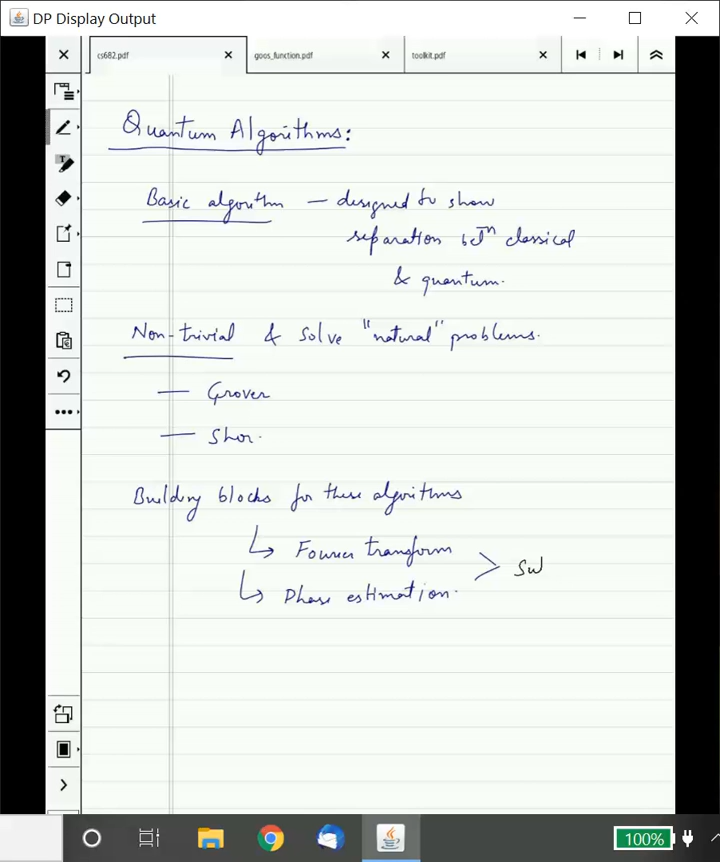 DP Display Output
cs682.pdf
goos_function.pdf
toolkit.pdf
Quantum Algorithms:
Basic algorithm — designed to show
separation betn classical
& quantum.
Non-trivial & solve "natural" problems.
— Grover
— Shor.
Building blocks for these algorithms
Fourier transform
Phase estimation.
100%